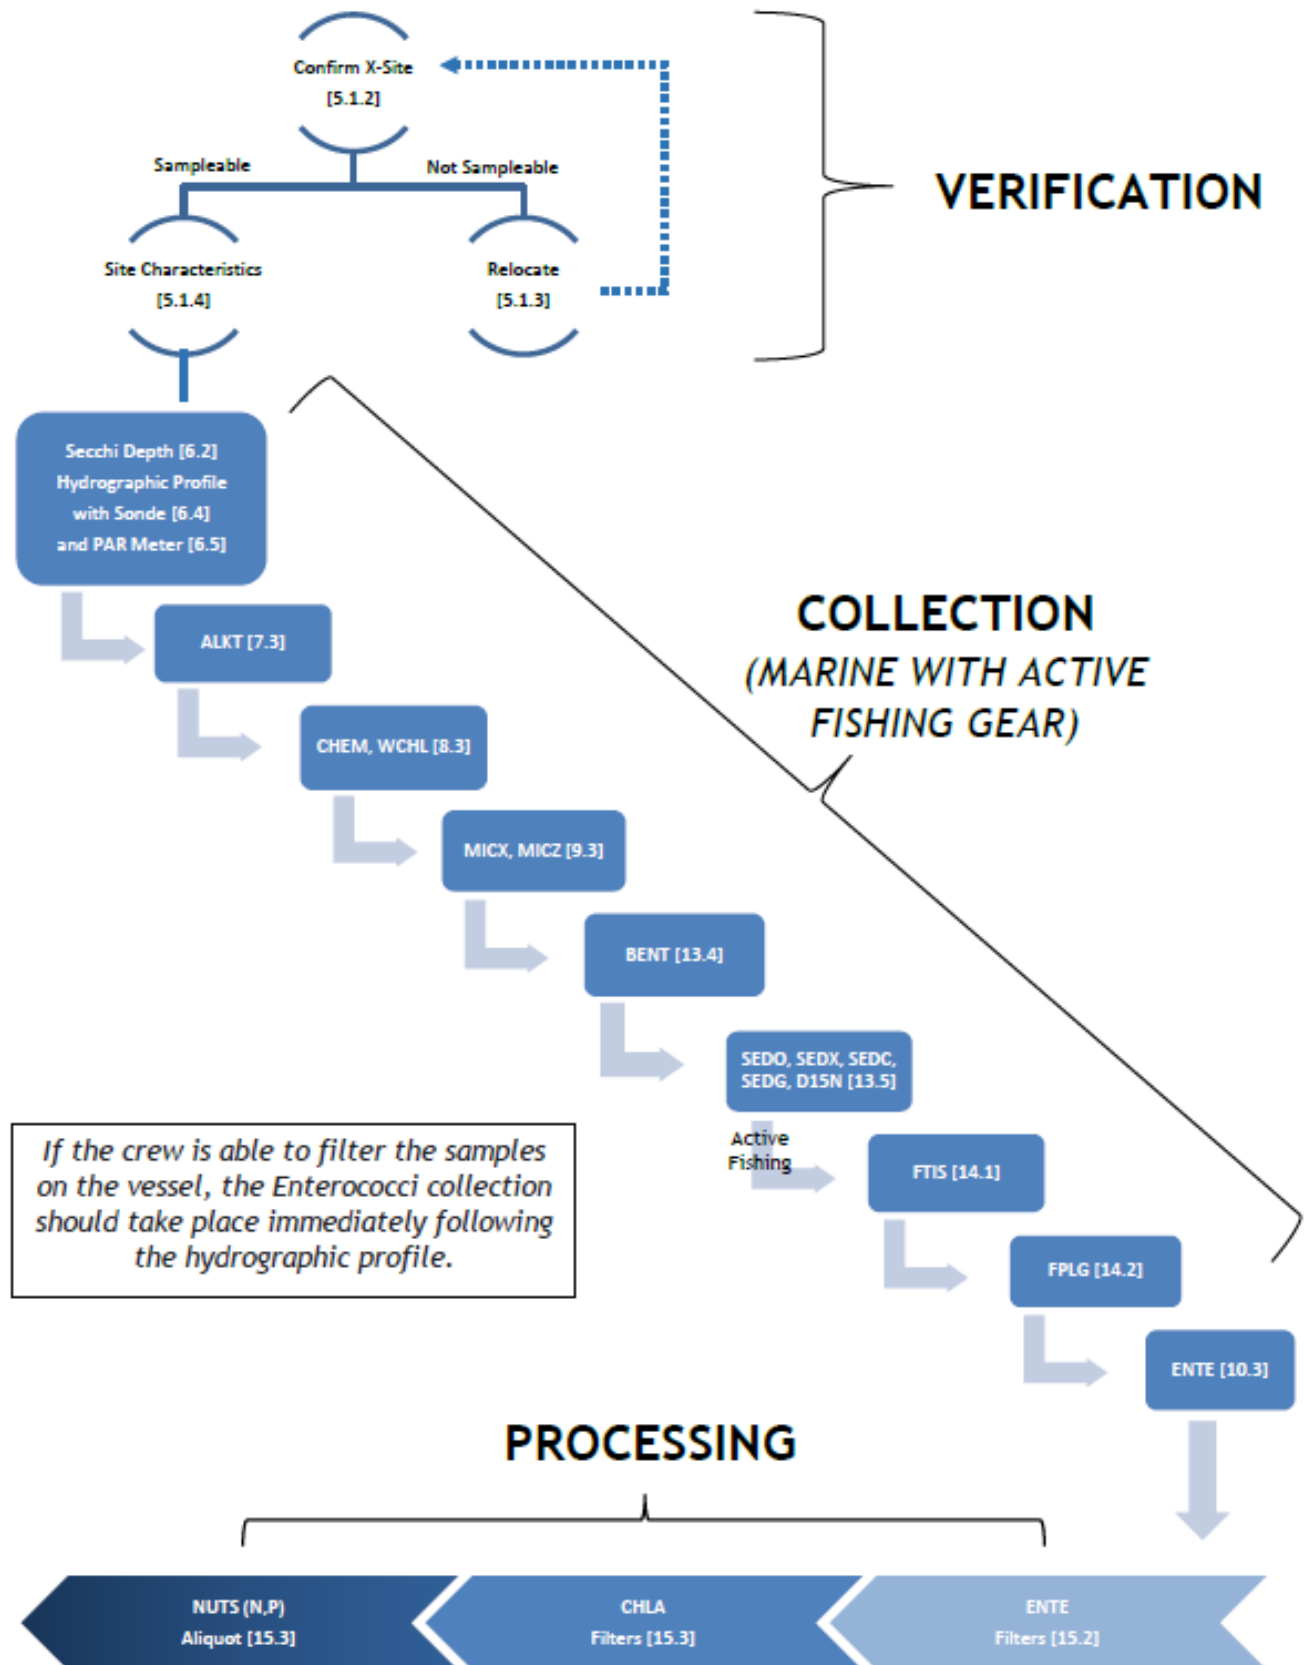 Confirm X-Site
[5.1.2]
Sampleable
Not Sampleable
VERIFICATION
Site Characteristics
[5.1.4]
Relocate
[5.1.3]
Secchi Depth [6.2]
Hydrographic Profile
with Sonde [6.4]
and PAR Meter [6.5]
COLLECTION
(MARINE WITH ACTIVE
FISHING GEAR)
ALKT [7.3]
CHEM, WCHL [8.3]
MICX, MICZ [9.3]
BENT [13.4]
SEDO, SEDX, SEDC,
SEDG, D15N [13.5]
Active
Fishing
FTIS [14.1]
FPLG [14.2]
ENTE [10.3]
If the crew is able to filter the samples
on the vessel, the Enterococci collection
should take place immediately following
the hydrographic profile.
PROCESSING
NUTS (N,P)
Aliquot [15.3]
CHLA
Filters [15.3]
ENTE
Filters [15.2]